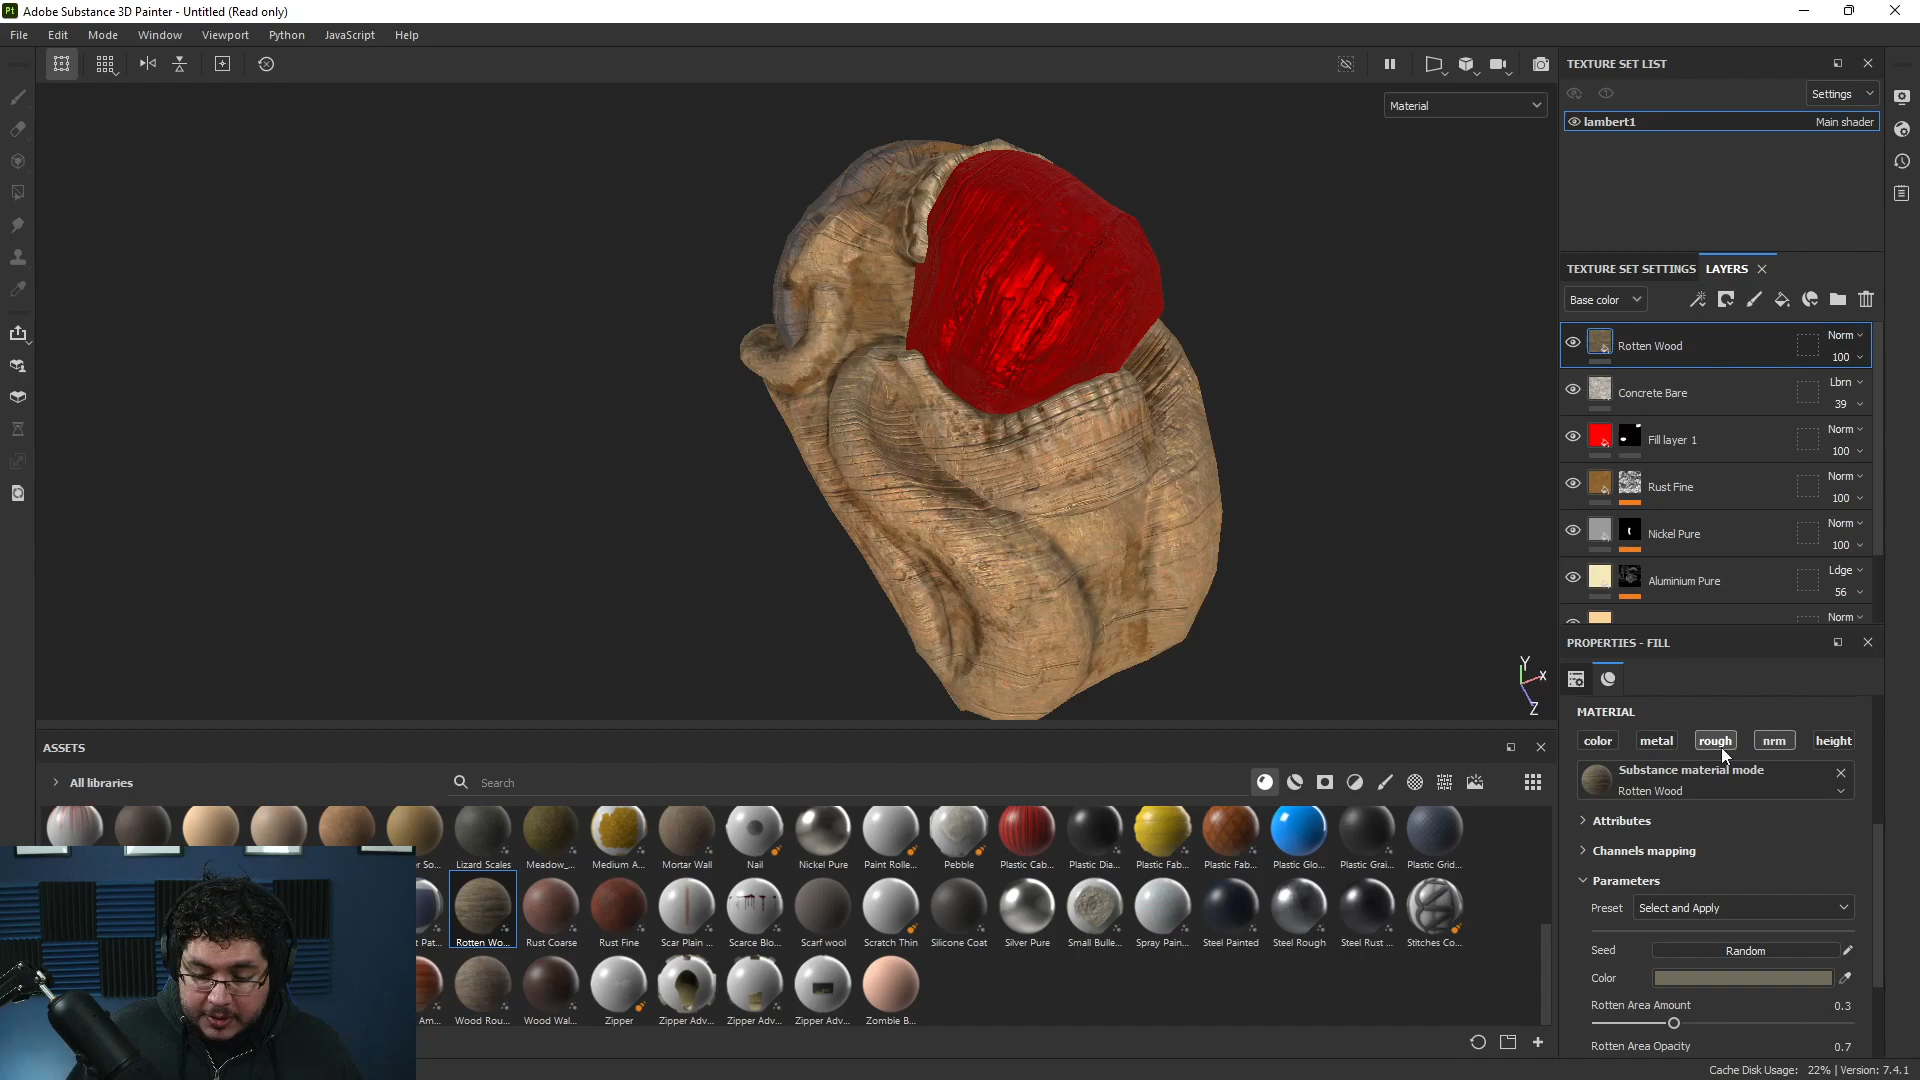 Pt Adobe Substance 3D Painter - Untitled (Read only)
File Edit Mode Window Viewport Python JavaScript Help
Material
TEXTURE SET LIST
Settings
lambert1 Main shader
TEXTURE SET SETTINGS LAYERS
Base color
Rotten Wood Norm 100
Concrete Bare Lbrn 39
Fill layer 1 Norm 100
Rust Fine Norm 100
Nickel Pure Norm 100
Aluminium Pure Ldge 56
Norm
PROPERTIES - FILL
MATERIAL
color metal rough nrm height
Substance material mode
Rotten Wood
Attributes
Channels mapping
Parameters
Preset Select and Apply
Seed Random
Color
Rotten Area Amount 0.3
Rotten Area Opacity 0.7
Y
X
Z
ASSETS
All libraries
Search
er So... Lizard Scales Meadow_... Medium A... Mortar Wall Nail Nickel Pure Paint Rolle... Pebble Plastic Cab... Plastic Dia... Plastic Fab... Plastic Fab... Plastic Glo... Plastic Grai... Plastic Grid...
t Pat... Rotten Wo... Rust Coarse Rust Fine Scar Plain ... Scarce Blo... Scarf wool Scratch Thin Silicone Coat Silver Pure Small Bulle... Spray Pain... Steel Painted Steel Rough Steel Rust ... Stitches Co...
Am... Wood Rou... Wood Wal... Zipper Zipper Adv... Zipper Adv... Zipper Adv... Zombie B...
Cache Disk Usage: 22% | Version: 7.4.1